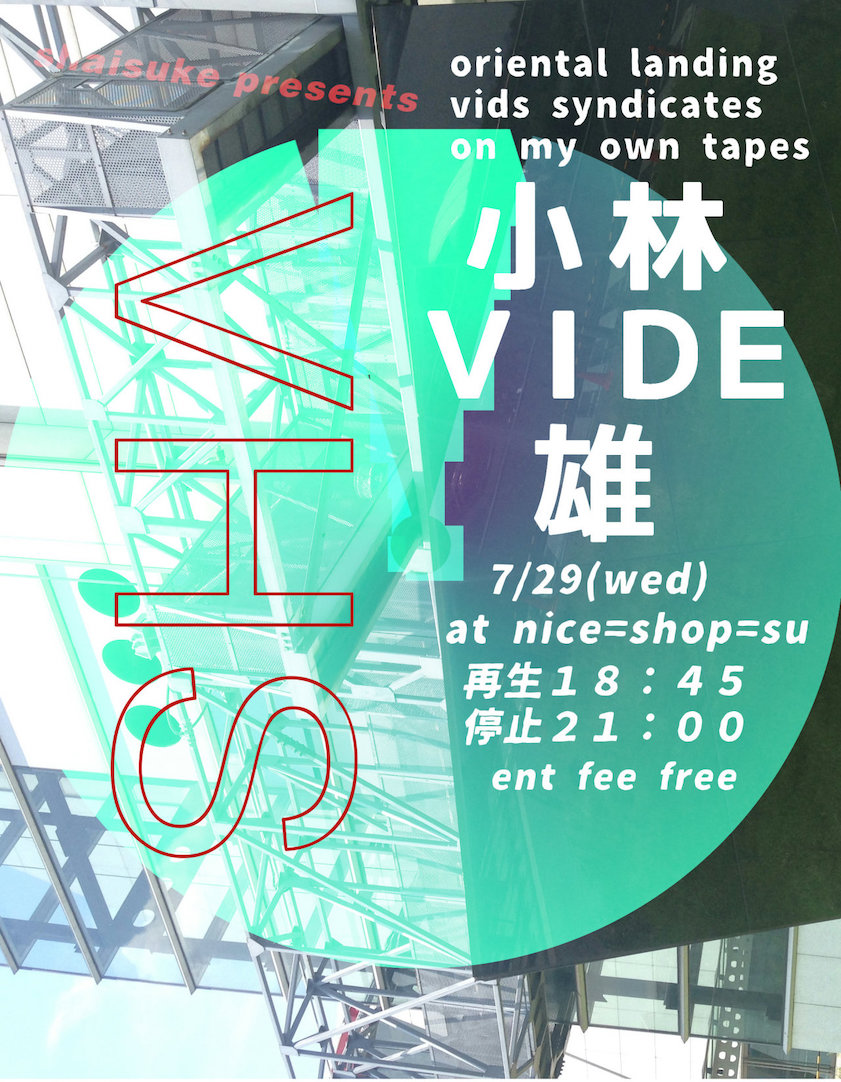 shaisuke presents
oriental landing
vids syndicates
on my own tapes
小林
VIDE
雄
VHS
7/29(wed)
at nice=shop=su
再生１８：４５
停止２１：００
ent fee free